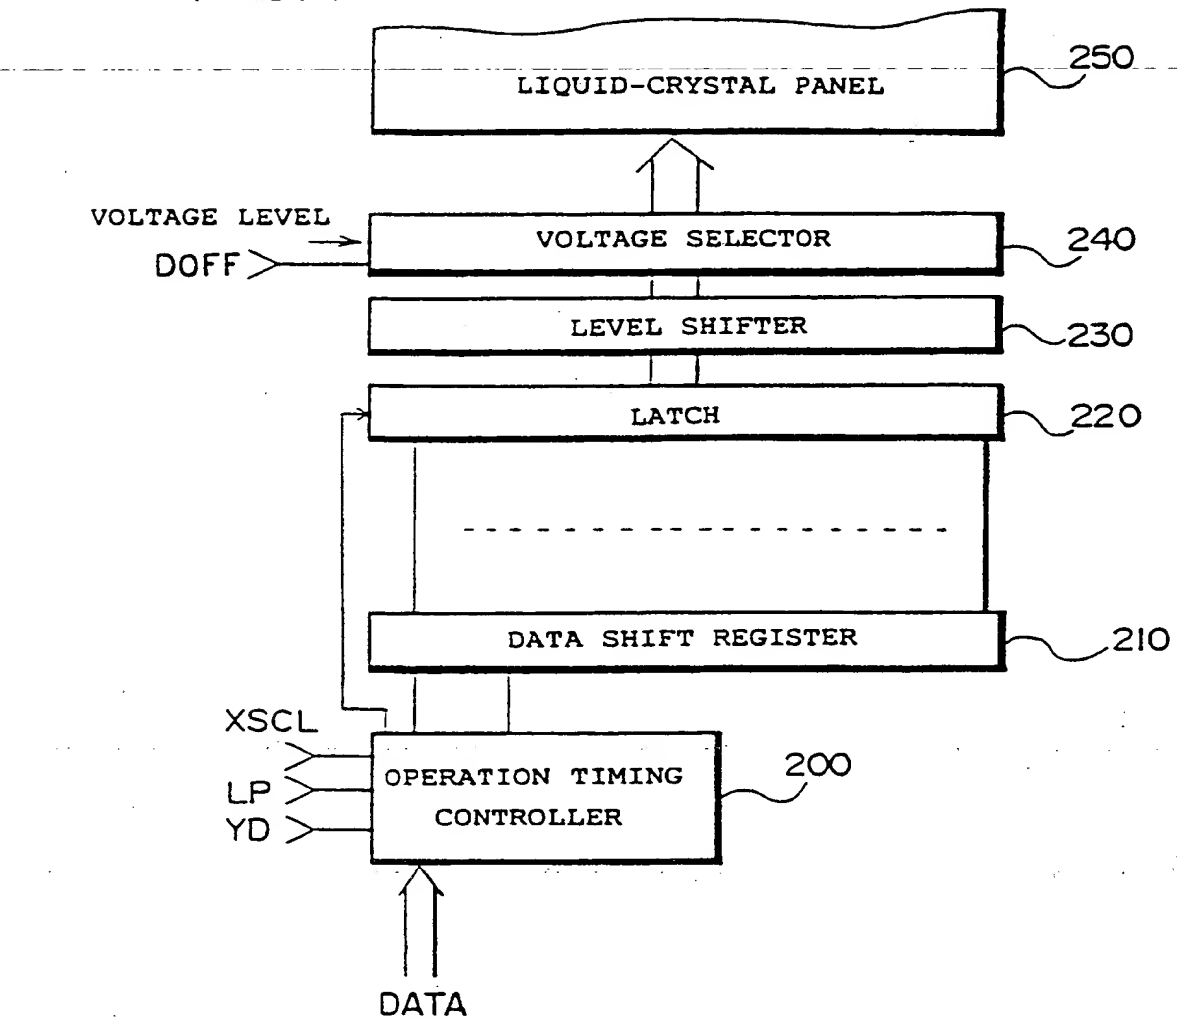 LIQUID-CRYSTAL PANEL
250
VOLTAGE LEVEL
DOFF
VOLTAGE SELECTOR
240
LEVEL SHIFTER
230
LATCH
220
DATA SHIFT REGISTER
210
XSCL
LP
YD
OPERATION TIMING
CONTROLLER
200
DATA